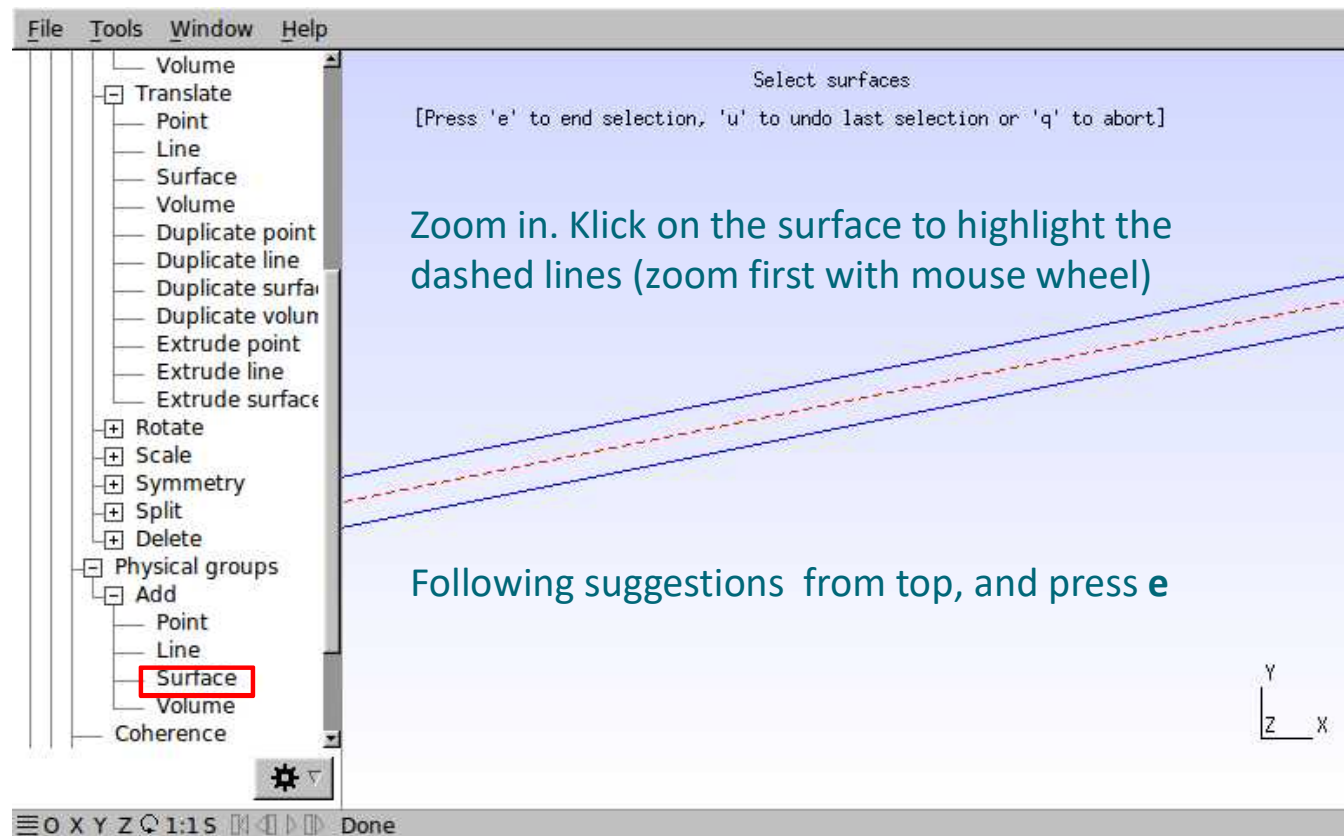 File Tools Window Help
Volume
Translate
Point
Line
Surface
Volume
Duplicate point
Duplicate line
Duplicate surfa
Duplicate volun
Extrude point
Extrude line
Extrude surface
Rotate
Scale
Symmetry
Split
Delete
Physical groups
Add
Point
Line
Surface
Volume
Coherence
Select surfaces
[Press 'e' to end selection, 'u' to undo last selection or 'q' to abort]
Zoom in. Klick on the surface to highlight the
dashed lines (zoom first with mouse wheel)
Following suggestions from top, and press e
Y
Z X
O X Y Z 1:1 S Done